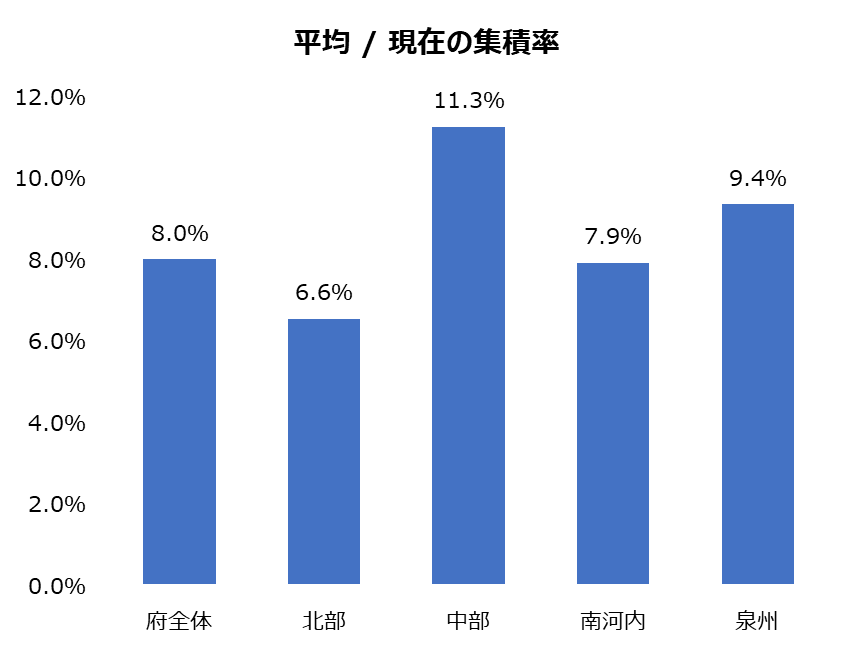 平均 / 現在の集積率
12.0%
10.0%
8.0%
6.0%
4.0%
2.0%
0.0%
8.0%
6.6%
11.3%
7.9%
9.4%
府全体
北部
中部
南河内
泉州